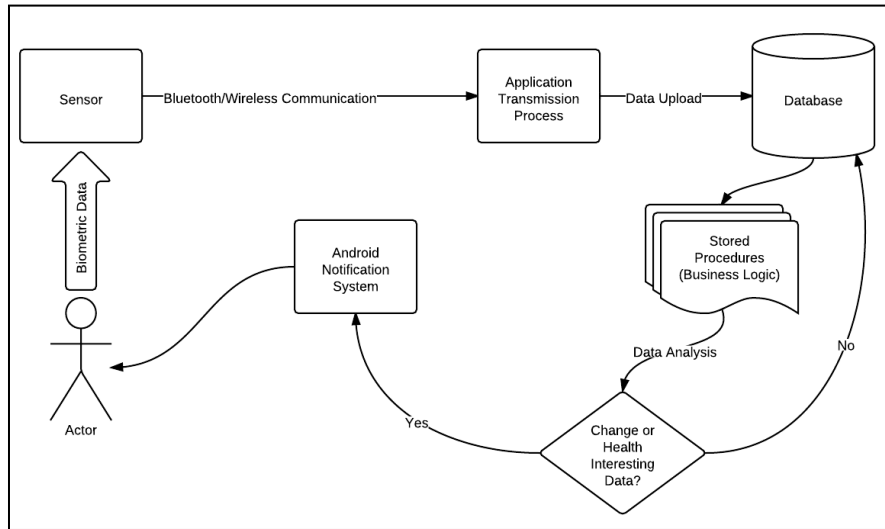 Sensor
Bluetooth/Wireless Communication
Application
Transmission
Process
Data Upload
Database
Biometric Data
Android
Notification
System
Stored
Procedures
(Business Logic)
Data Analysis
No
Yes
Change or
Health
Interesting
Data?
Actor